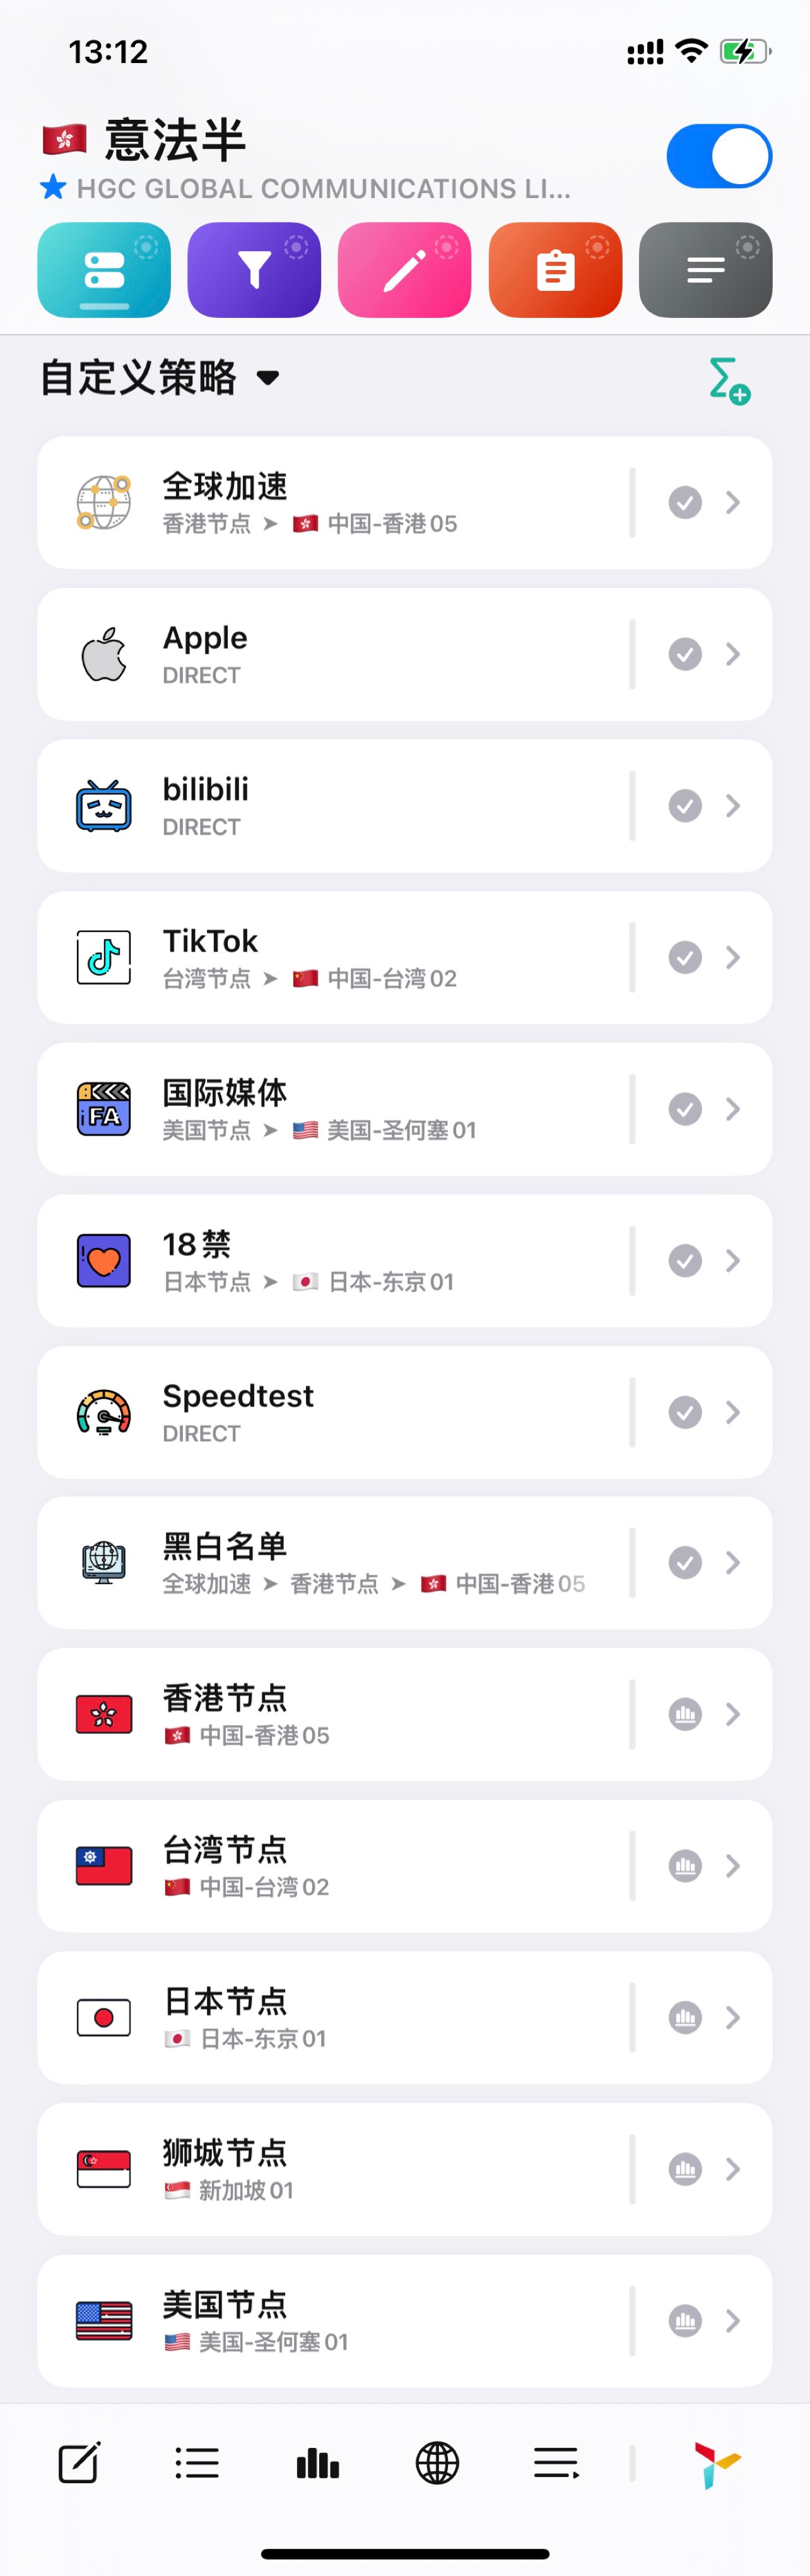 13:12
🇭🇰 意法半
HGC GLOBAL COMMUNICATIONS LI...
自定义策略
全球加速
香港节点 ➤ 🇭🇰 中国-香港05
Apple
DIRECT
bilibili
DIRECT
TikTok
台湾节点 ➤ 🇨🇳 中国-台湾02
FA
国际媒体
美国节点 ➤ 🇺🇸 美国-圣何塞01
18禁
日本节点 ➤ 🇯🇵 日本-东京01
Speedtest
DIRECT
黑白名单
全球加速 ➤ 香港节点 ➤ 🇭🇰 中国-香港05
香港节点
🇭🇰 中国-香港05
台湾节点
🇨🇳 中国-台湾02
日本节点
🇯🇵 日本-东京01
狮城节点
🇸🇬 新加坡01
美国节点
🇺🇸 美国-圣何塞01